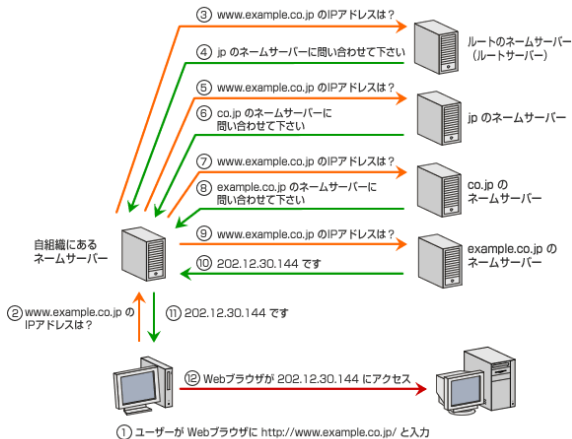 ③ www.example.co.jp のIPアドレスは？
ルートのネームサーバー
（ルートサーバー）
④ jp のネームサーバーに問い合わせて下さい
⑤ www.example.co.jp のIPアドレスは？
jp のネームサーバー
⑥ co.jp のネームサーバーに
問い合わせて下さい
⑦ www.example.co.jp のIPアドレスは？
co.jp の
ネームサーバー
⑧ example.co.jp のネームサーバーに
問い合わせて下さい
自組織にある
ネームサーバー
⑨ www.example.co.jp のIPアドレスは？
example.co.jp の
ネームサーバー
⑩ 202.12.30.144 です
② www.example.co.jp の
IPアドレスは？
⑪ 202.12.30.144 です
⑫ Webブラウザが 202.12.30.144 にアクセス
① ユーザーが Webブラウザに http://www.example.co.jp/ と入力